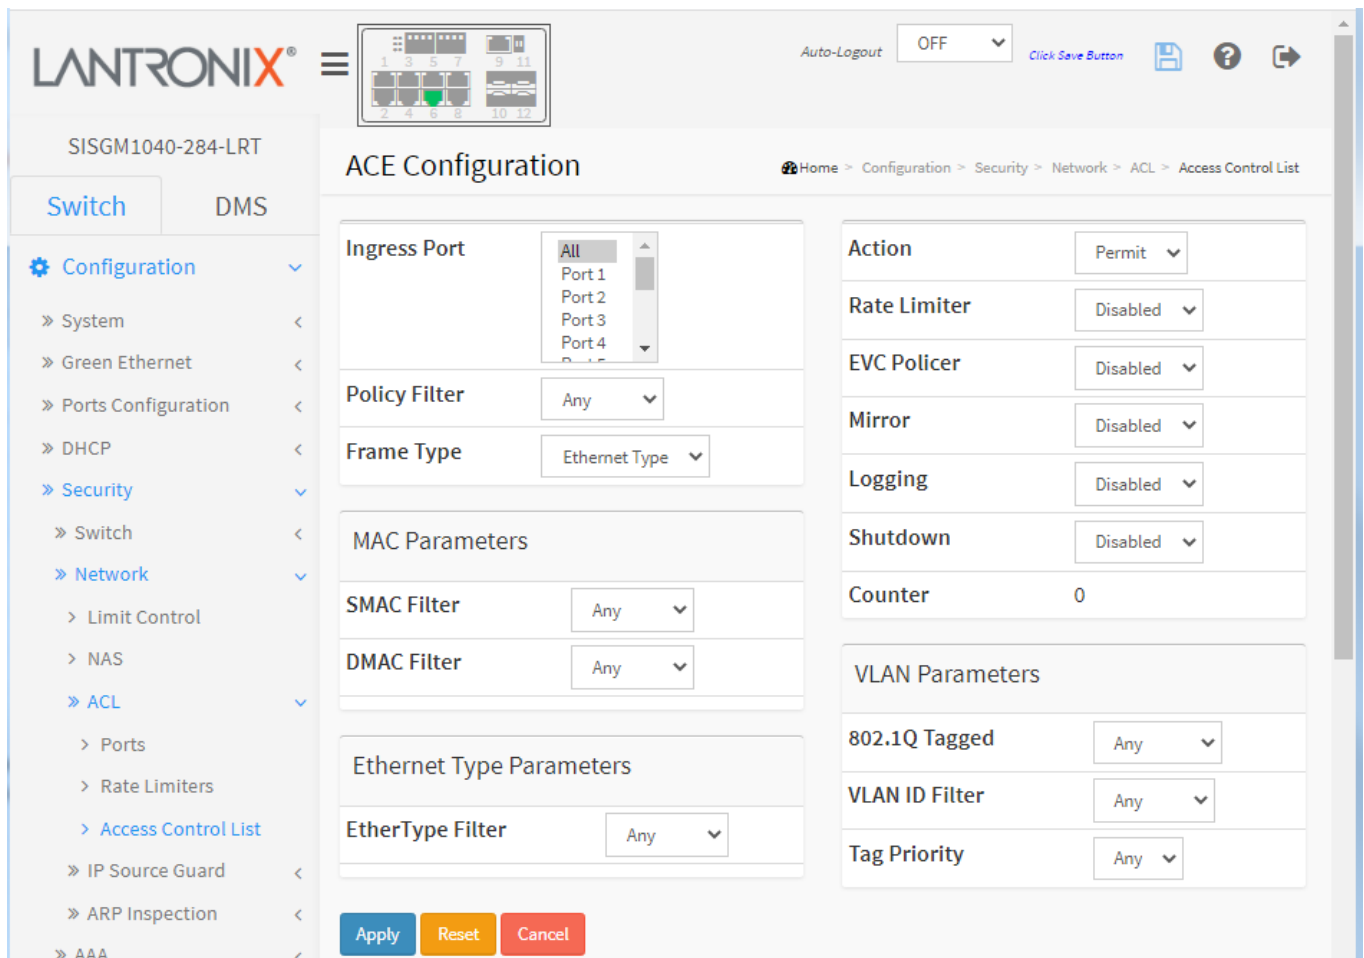 LANTRONIX®
1 3 5 7 9 11
2 4 6 8 10 12
Auto-Logout OFF Click Save Button
SISGM1040-284-LRT
Switch DMS
Configuration
System
Green Ethernet
Ports Configuration
DHCP
Security
Switch
Network
Limit Control
NAS
ACL
Ports
Rate Limiters
Access Control List
IP Source Guard
ARP Inspection
AAA
ACE Configuration
Home > Configuration > Security > Network > ACL > Access Control List
Ingress Port
All
Port 1
Port 2
Port 3
Port 4
Policy Filter Any
Frame Type Ethernet Type
MAC Parameters
SMAC Filter Any
DMAC Filter Any
Ethernet Type Parameters
EtherType Filter Any
Action Permit
Rate Limiter Disabled
EVC Policer Disabled
Mirror Disabled
Logging Disabled
Shutdown Disabled
Counter 0
VLAN Parameters
802.1Q Tagged Any
VLAN ID Filter Any
Tag Priority Any
Apply Reset Cancel